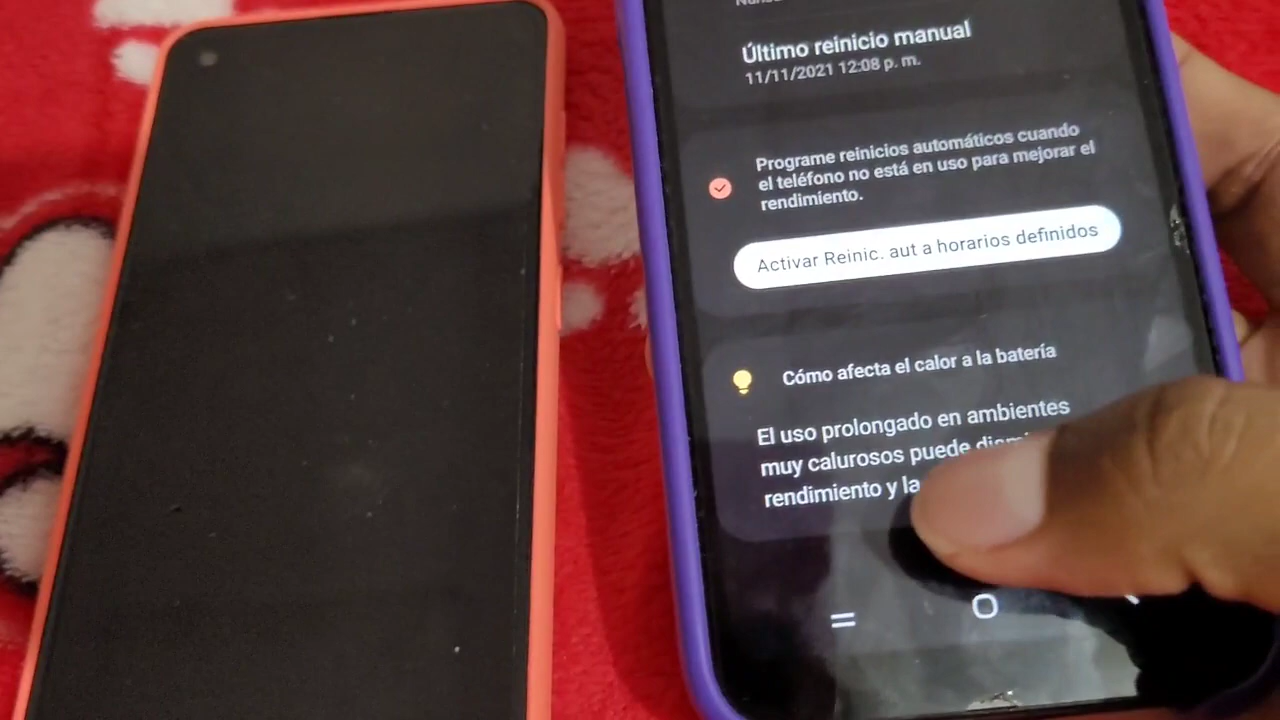 Último reinicio manual
11/11/2021 12:08 p. m.
Programe reinicios automáticos cuando
el teléfono no está en uso para mejorar el
rendimiento.
Activar Reinic. aut a horarios definidos
Cómo afecta el calor a la batería
El uso prolongado en ambientes
muy calurosos puede
rendimiento y la